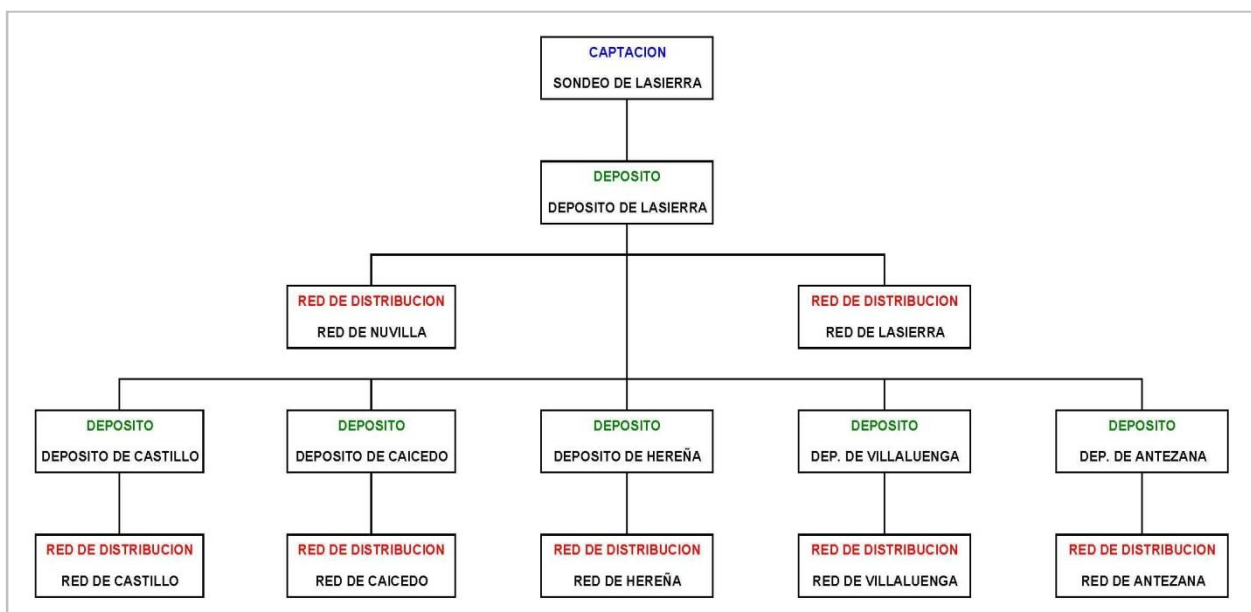 CAPTACION
SONDEO DE LASIERRA
DEPOSITO
DEPOSITO DE LASIERRA
RED DE DISTRIBUCION
RED DE NUVILLA
RED DE DISTRIBUCION
RED DE LASIERRA
DEPOSITO
DEPOSITO DE CASTILLO
DEPOSITO
DEPOSITO DE CAICEDO
DEPOSITO
DEPOSITO DE HEREÑA
DEPOSITO
DEP. DE VILLALUENGA
DEPOSITO
DEP. DE ANTEZANA
RED DE DISTRIBUCION
RED DE CASTILLO
RED DE DISTRIBUCION
RED DE CAICEDO
RED DE DISTRIBUCION
RED DE HEREÑA
RED DE DISTRIBUCION
RED DE VILLALUENGA
RED DE DISTRIBUCION
RED DE ANTEZANA